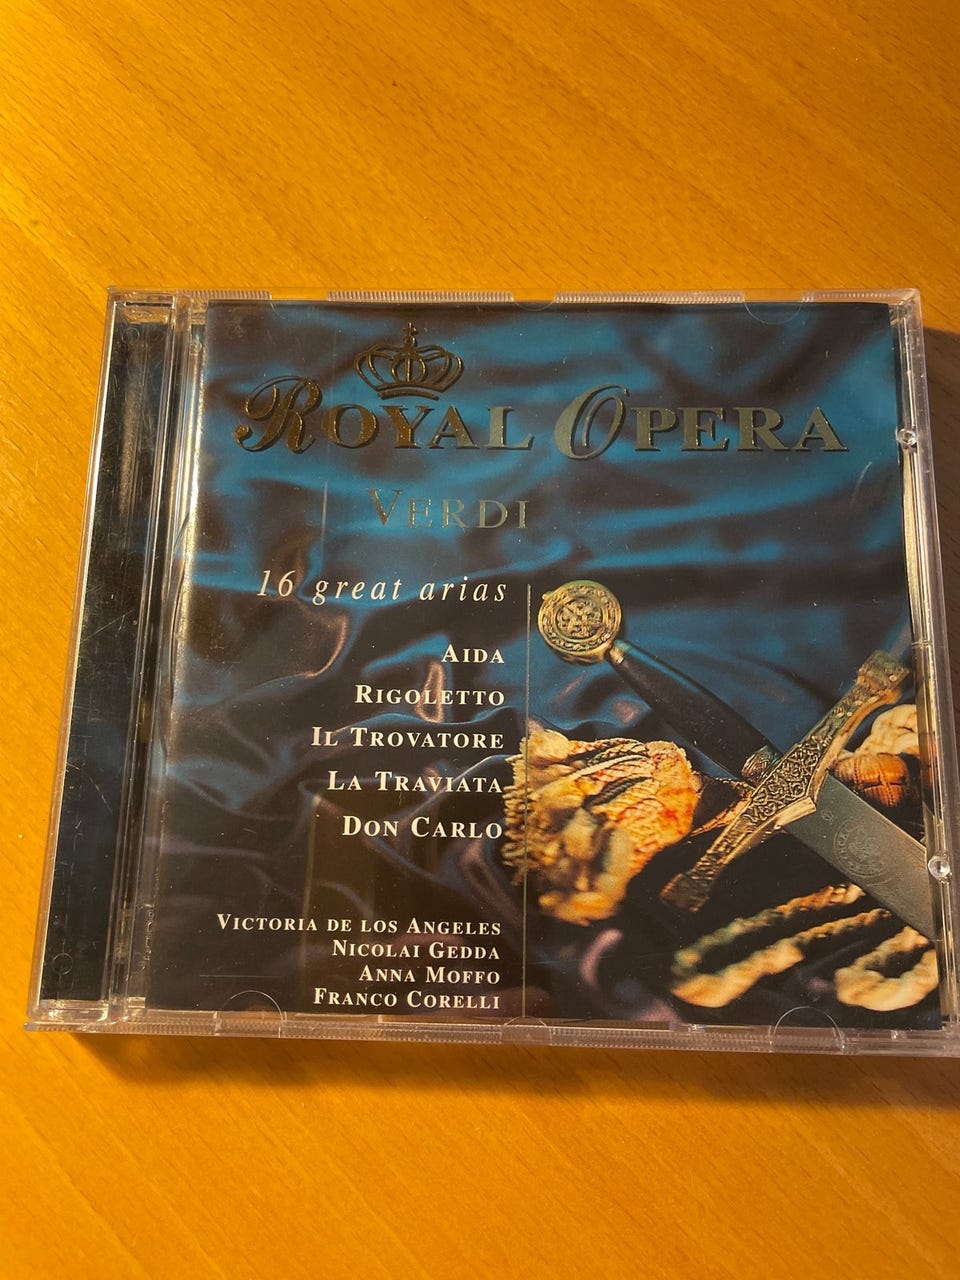 ROYAL OPERA
VERDI
16 great arias
AIDA
RIGOLETTO
IL TROVATORE
LA TRAVIATA
DON CARLO
VICTORIA DE LOS ANGELES
NICOLAI GEDDA
ANNA MOFFO
FRANCO CORELLI